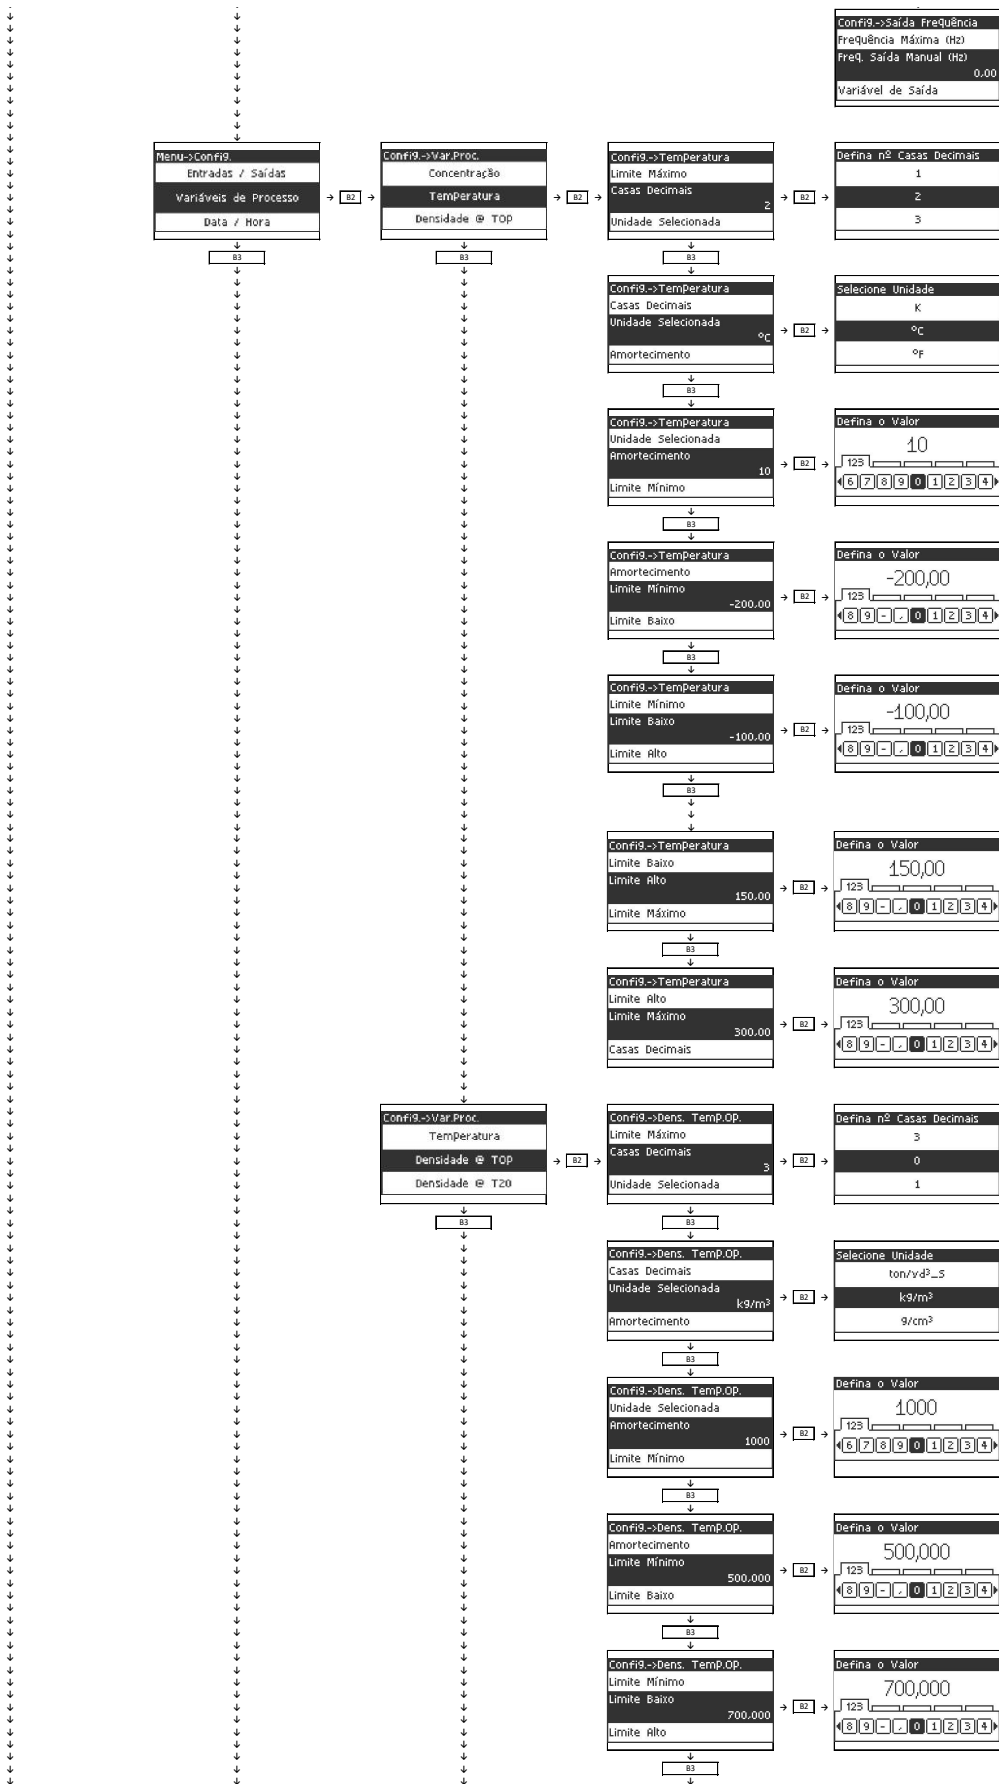 Config.->Saída Frequência
Frequência Máxima (Hz)
Freq. Saída Manual (Hz)
0,00
Variável de Saída
Menu->Config.
Entradas / Saídas
Variáveis de Processo
Data / Hora
B2
Config.->Var.Proc.
Concentração
Temperatura
Densidade @ TOP
B2
Config.->Temperatura
Limite Máximo
Casas Decimais
2
Unidade Selecionada
B2
Defina nº Casas Decimais
1
2
3
B3
B3
B3
Config.->Temperatura
Casas Decimais
Unidade Selecionada
ºC
Amortecimento
B2
Selecione Unidade
K
ºC
ºF
B3
Config.->Temperatura
Unidade Selecionada
Amortecimento
10
Limite Mínimo
B2
Defina o Valor
10
123
6 7 8 9 0 1 2 3 4
B3
Config.->Temperatura
Amortecimento
Limite Mínimo
-200,00
Limite Baixo
B2
Defina o Valor
-200,00
123
8 9 - , 0 1 2 3 4
B3
Config.->Temperatura
Limite Mínimo
Limite Baixo
-100,00
Limite Alto
B2
Defina o Valor
-100,00
123
8 9 - , 0 1 2 3 4
B3
Config.->Temperatura
Limite Baixo
Limite Alto
150,00
Limite Máximo
B2
Defina o Valor
150,00
123
8 9 - , 0 1 2 3 4
B3
Config.->Temperatura
Limite Alto
Limite Máximo
300,00
Casas Decimais
B2
Defina o Valor
300,00
123
8 9 - , 0 1 2 3 4
Config.->Var.Proc.
Temperatura
Densidade @ TOP
Densidade @ T20
B2
Config.->Dens. Temp.OP.
Limite Máximo
Casas Decimais
3
Unidade Selecionada
B2
Defina nº Casas Decimais
3
0
1
B3
B3
Config.->Dens. Temp.OP.
Casas Decimais
Unidade Selecionada
kg/m³
Amortecimento
B2
Selecione Unidade
ton/yd³_S
kg/m³
g/cm³
B3
Config.->Dens. Temp.OP.
Unidade Selecionada
Amortecimento
1000
Limite Mínimo
B2
Defina o Valor
1000
123
6 7 8 9 0 1 2 3 4
B3
Config.->Dens. Temp.OP.
Amortecimento
Limite Mínimo
500,000
Limite Baixo
B2
Defina o Valor
500,000
123
8 9 - , 0 1 2 3 4
B3
Config.->Dens. Temp.OP.
Limite Mínimo
Limite Baixo
700,000
Limite Alto
B2
Defina o Valor
700,000
123
8 9 - , 0 1 2 3 4
B3